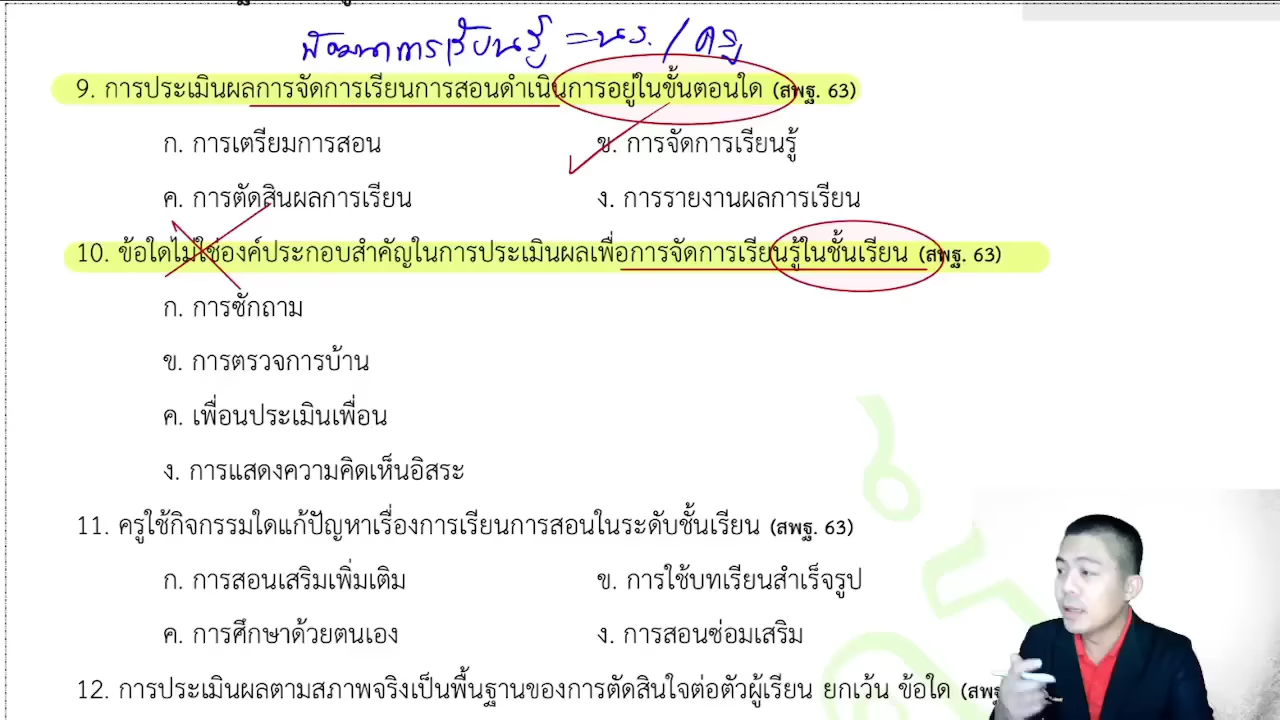 พัฒนาการเรียนรู้ = นร. / ครู
9. การประเมินผลการจัดการเรียนการสอนดำเนินการอยู่ในขั้นตอนใด (สพฐ. 63)
ก. การเตรียมการสอน ข. การจัดการเรียนรู้
ค. การตัดสินผลการเรียน ง. การรายงานผลการเรียน
10. ข้อใดไม่ใช่องค์ประกอบสำคัญในการประเมินผลเพื่อการจัดการเรียนรู้ในชั้นเรียน (สพฐ. 63)
ก. การซักถาม
ข. การตรวจการบ้าน
ค. เพื่อนประเมินเพื่อน
ง. การแสดงความคิดเห็นอิสระ
11. ครูใช้กิจกรรมใดแก้ปัญหาเรื่องการเรียนการสอนในระดับชั้นเรียน (สพฐ. 63)
ก. การสอนเสริมเพิ่มเติม ข. การใช้บทเรียนสำเร็จรูป
ค. การศึกษาด้วยตนเอง ง. การสอนซ่อมเสริม
12. การประเมินผลตามสภาพจริงเป็นพื้นฐานของการตัดสินใจต่อตัวผู้เรียน ยกเว้น ข้อใด